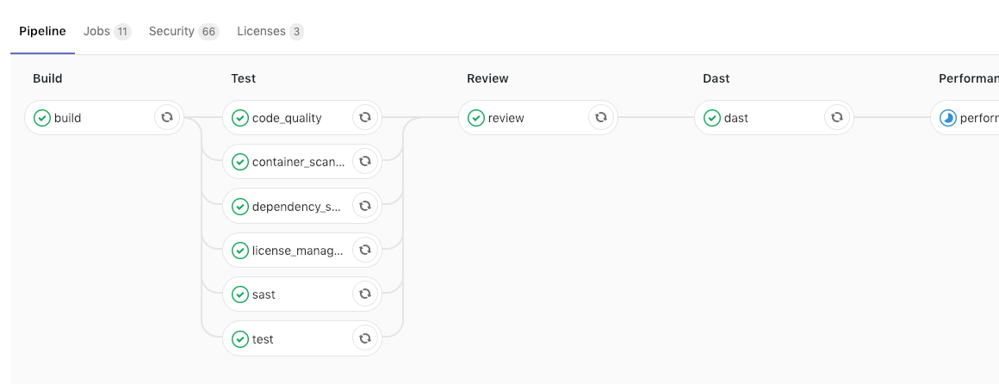 Pipeline Jobs 11 Security 66 Licenses 3
Build Test Review Dast Performan
build code_quality review dast perforr
container_scan...
dependency_s...
license_manag...
sast
test